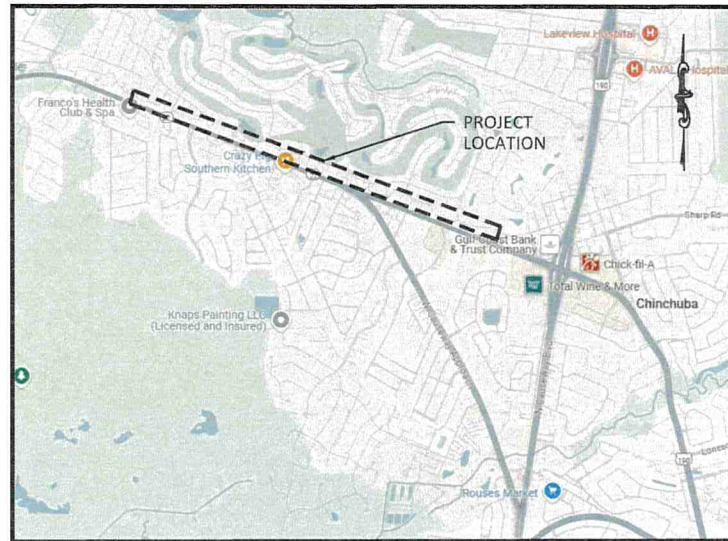 Lakeview Hospital
H
190
AVAL Hospital
H
Franco's Health
Club & Spa
PROJECT
LOCATION
Crazy
Southern Kitchen
Sharp Rd
Gulf Coast Bank
& Trust Company
Chick-fil-A
Total Wine & More
Chinchuba
Knaps Painting LLC
(Licensed and Insured)
190
Rouses Market